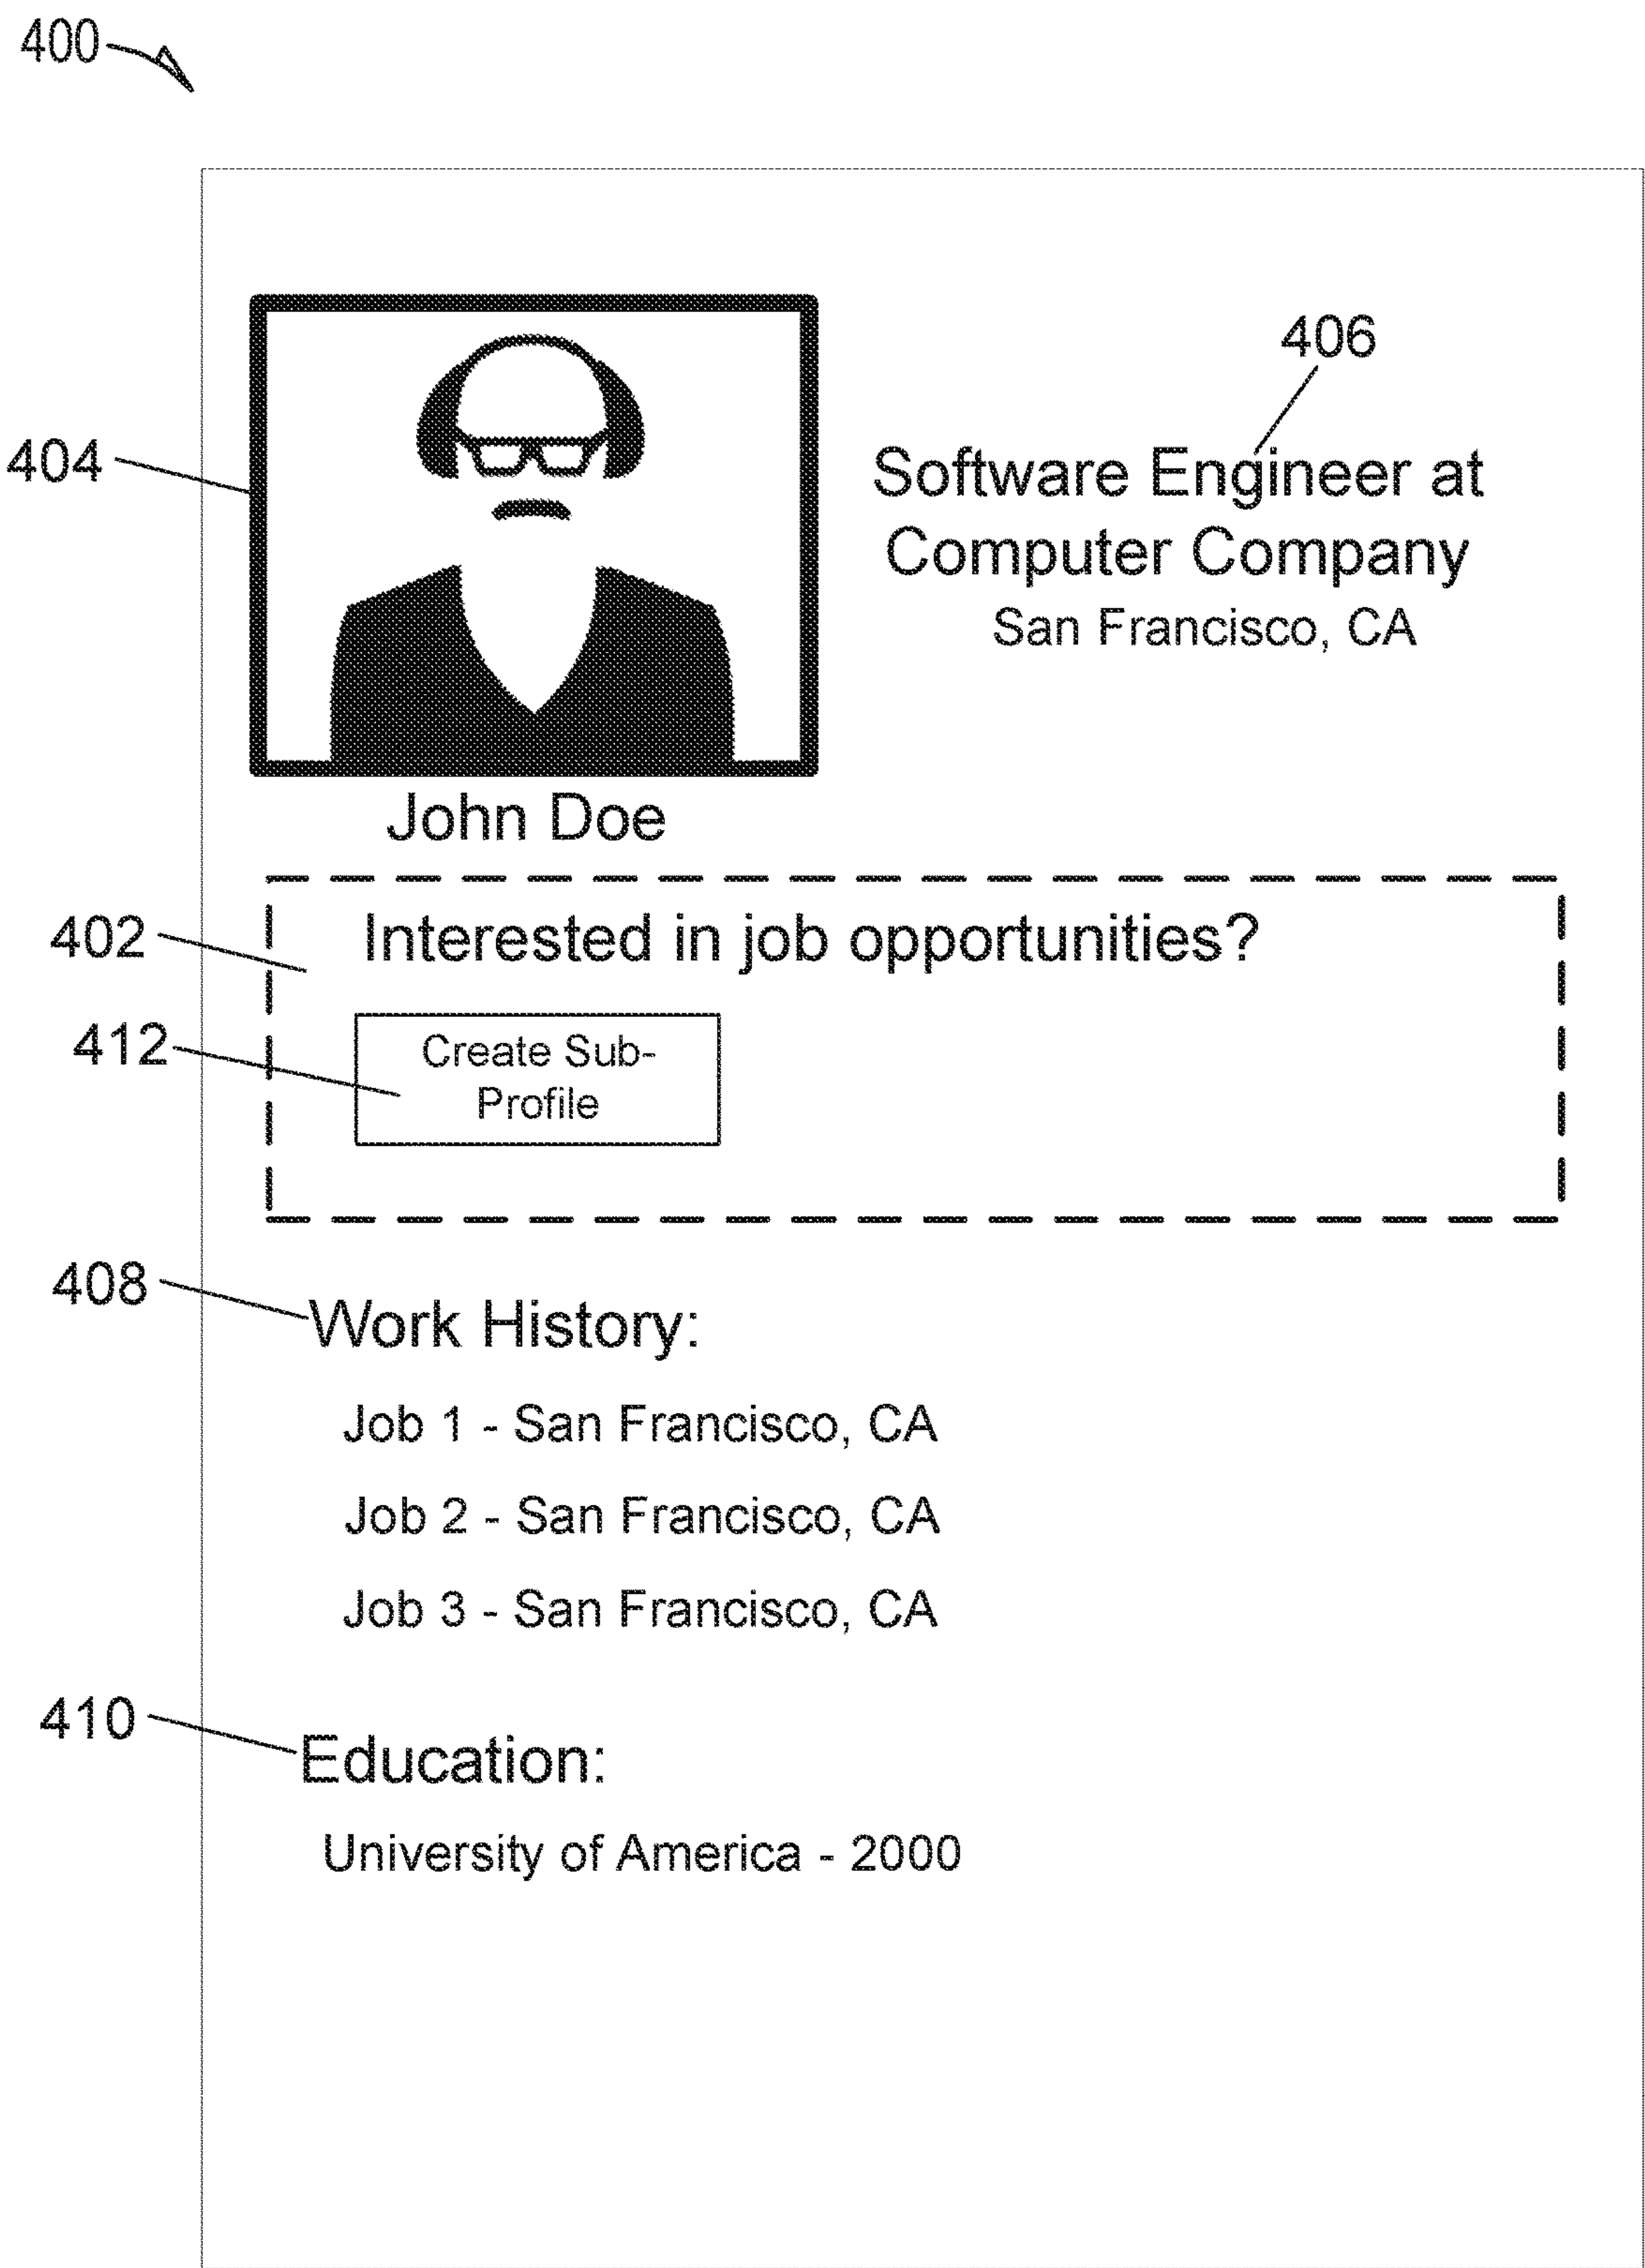 400
406
404
Software Engineer at
Computer Company
San Francisco, CA
John Doe
402
Interested in job opportunities?
412
Create Sub-
Profile
408
Work History:
Job 1 - San Francisco, CA
Job 2 - San Francisco, CA
Job 3 - San Francisco, CA
410
Education:
University of America - 2000